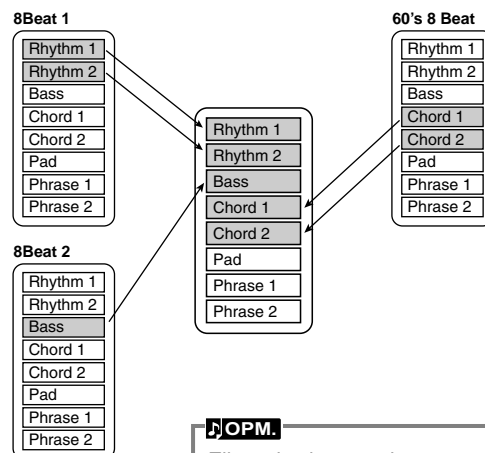 8Beat 1
Rhythm 1
Rhythm 2
Bass
Chord 1
Chord 2
Pad
Phrase 1
Phrase 2
8Beat 2
Rhythm 1
Rhythm 2
Bass
Chord 1
Chord 2
Pad
Phrase 1
Phrase 2
Rhythm 1
Rhythm 2
Bass
Chord 1
Chord 2
Pad
Phrase 1
Phrase 2
60's 8 Beat
Rhythm 1
Rhythm 2
Bass
Chord 1
Chord 2
Pad
Phrase 1
Phrase 2
OPM.